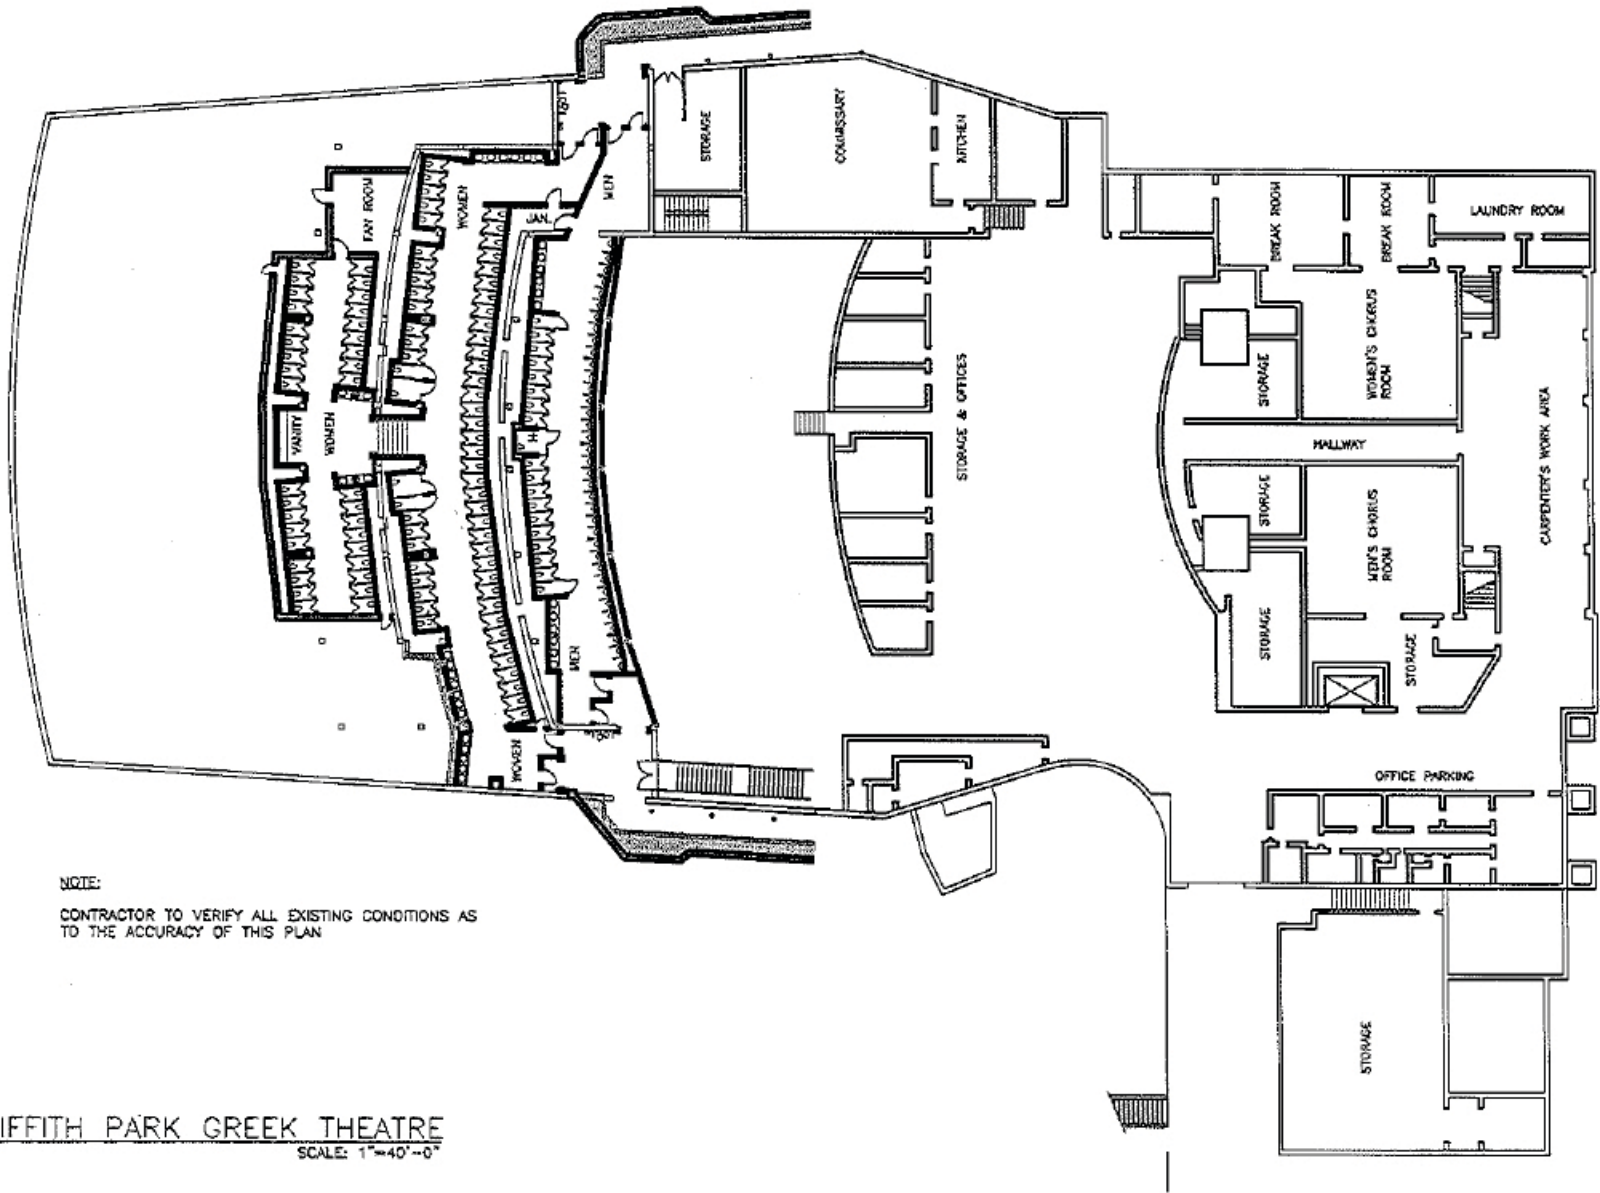 STORAGE
COMMISSARY
KITCHEN
MEN
WOMEN
JAN.
FAN ROOM
BREAK ROOM
BREAK ROOM
LAUNDRY ROOM
WOMEN'S CHORUS
ROOM
STORAGE
VANITY
WOMEN
H
STORAGE & OFFICES
HALLWAY
CARPENTER'S WORK AREA
STORAGE
MEN'S CHORUS
ROOM
STORAGE
STORAGE
MEN
WOMEN
OFFICE PARKING
STORAGE
NOTE:
CONTRACTOR TO VERIFY ALL EXISTING CONDITIONS AS
TO THE ACCURACY OF THIS PLAN
IFFITH PARK GREEK THEATRE
SCALE: 1"=40'-0"